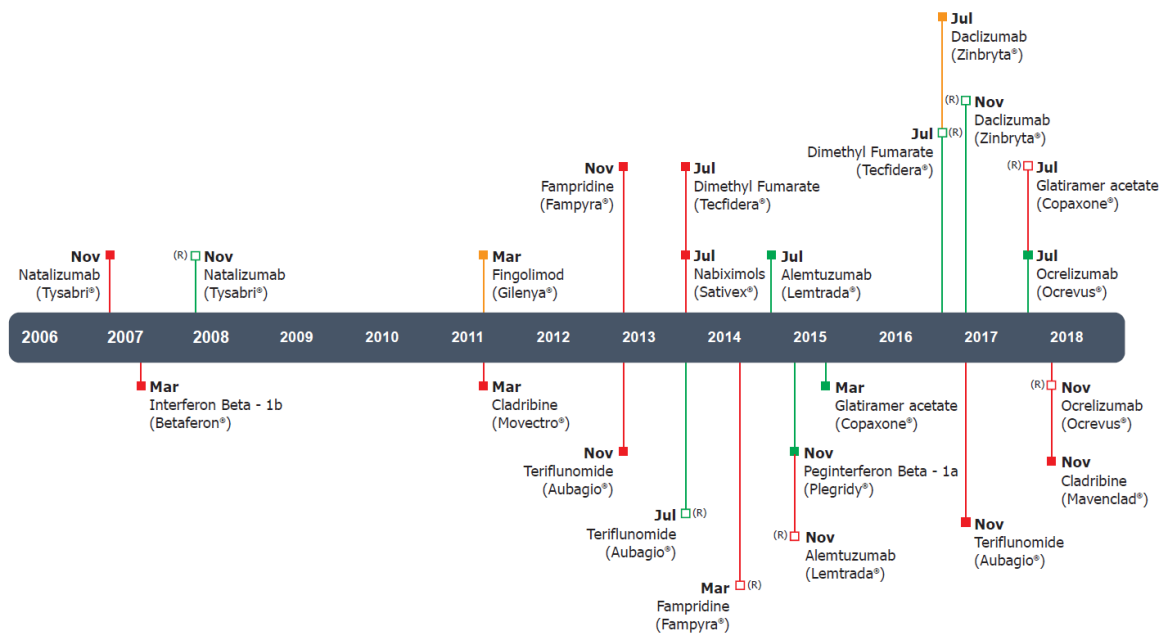 Jul
Daclizumab
(Zinbryta®)
(R) Nov
Daclizumab
(Zinbryta®)
Jul (R)
Dimethyl Fumarate
(Tecfidera®)
Nov
Fampridine
(Fampyra®)
Jul
Dimethyl Fumarate
(Tecfidera®)
(R) Jul
Glatiramer acetate
(Copaxone®)
Nov
Natalizumab
(Tysabri®)
(R) Nov
Natalizumab
(Tysabri®)
Mar
Fingolimod
(Gilenya®)
Jul
Nabiximols
(Sativex®)
Jul
Alemtuzumab
(Lemtrada®)
Jul
Ocrelizumab
(Ocrevus®)
2006 2007 2008 2009 2010 2011 2012 2013 2014 2015 2016 2017 2018
Mar
Interferon Beta - 1b
(Betaferon®)
Mar
Cladribine
(Movectro®)
Mar
Glatiramer acetate
(Copaxone®)
(R) Nov
Ocrelizumab
(Ocrevus®)
Nov
Teriflunomide
(Aubagio®)
Nov
Peginterferon Beta - 1a
(Plegridy®)
Nov
Cladribine
(Mavenclad®)
Jul (R)
Teriflunomide
(Aubagio®)
(R) Nov
Alemtuzumab
(Lemtrada®)
Nov
Teriflunomide
(Aubagio®)
Mar (R)
Fampridine
(Fampyra®)